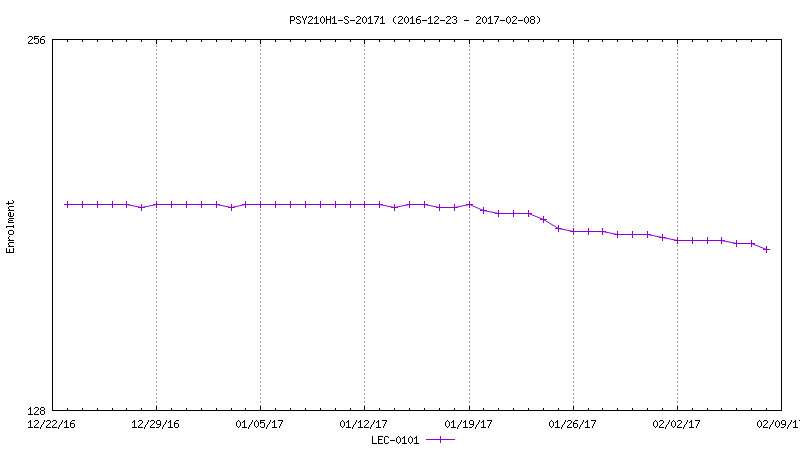 PSY210H1-S-20171 (2016-12-23 - 2017-02-08)
256
Enrolment
128
12/22/16 12/29/16 01/05/17 01/12/17 01/19/17 01/26/17 02/02/17 02/09/1
LEC-0101